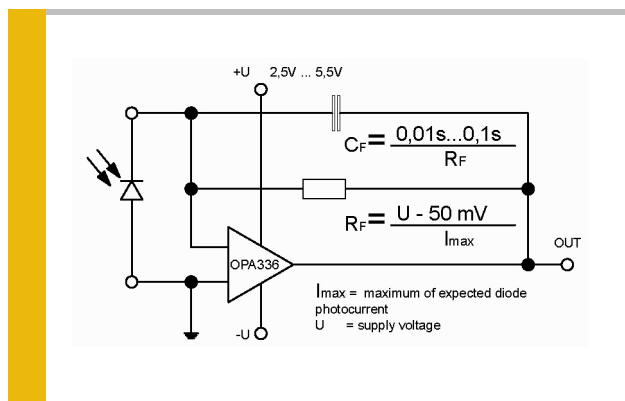 +U 2,5V ... 5,5V
CF= 0,01s...0,1s
RF
RF= U - 50 mV
Imax
OUT
OPA336
Imax = maximum of expected diode
photocurrent
U = supply voltage
-U